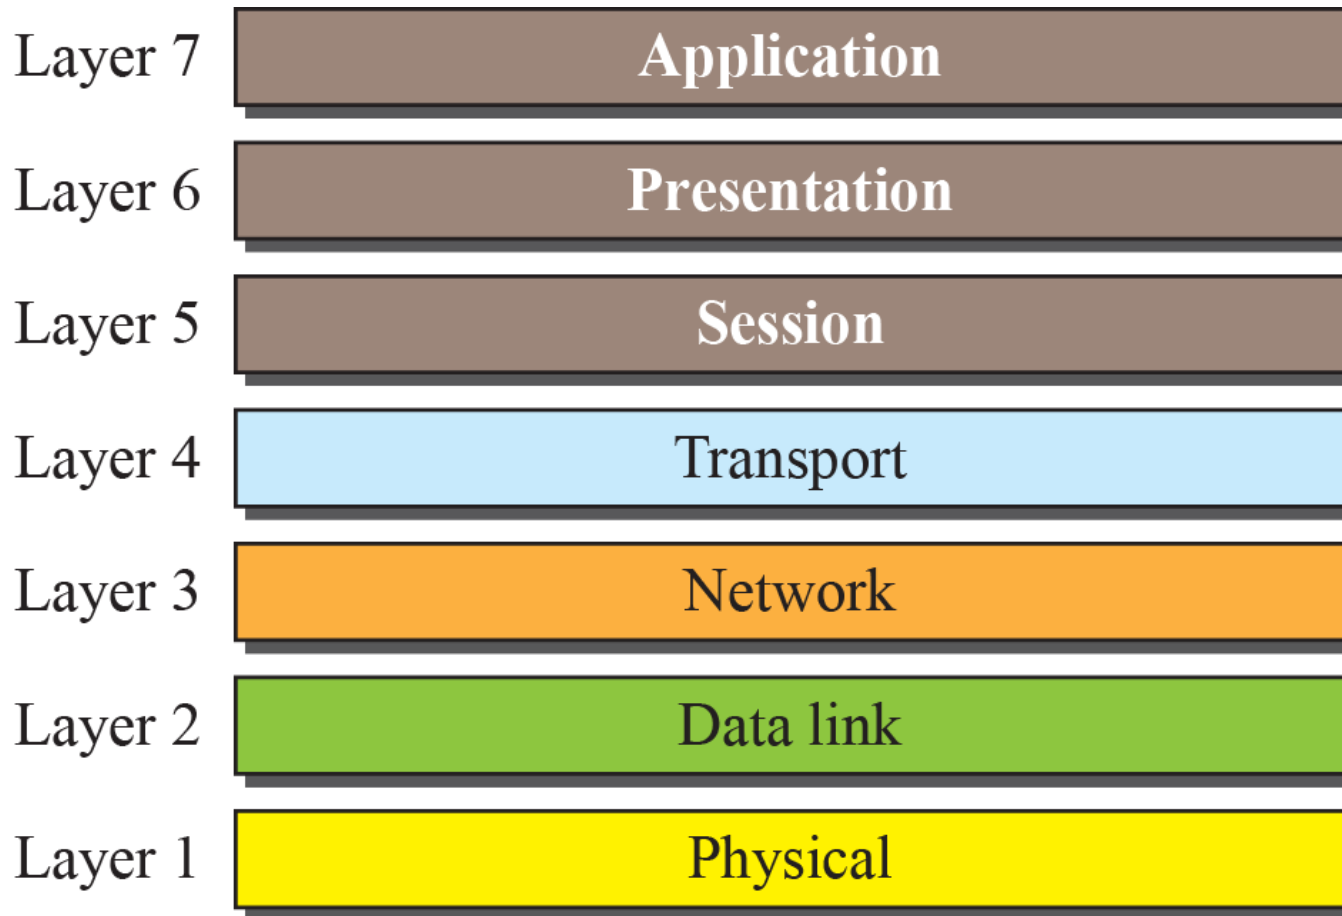 Layer 7 Application
Layer 6 Presentation
Layer 5 Session
Layer 4 Transport
Layer 3 Network
Layer 2 Data link
Layer 1 Physical